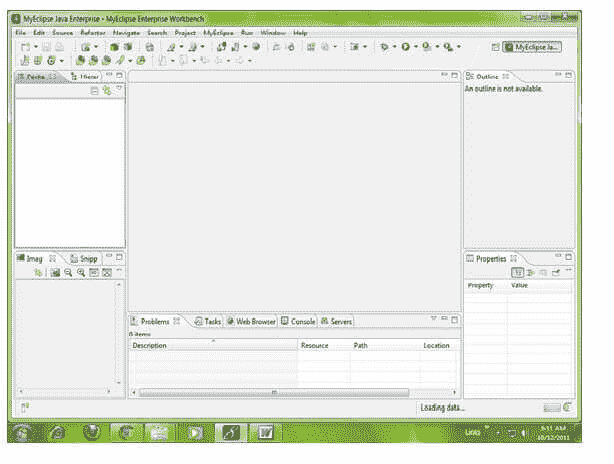 MyEclipse Java Enterprise - MyEclipse Enterprise Workbench
File Edit Source Refactor Navigate Search Project MyEclipse Run Window Help
MyEclipse Ja...
Packa Hierar
Outline
An outline is not available.
Imag Snipp
Properties
Property Value
Problems Tasks Web Browser Console Servers
0 items
Description Resource Path Location
Loading data...
Links
5:11 AM
10/12/2011